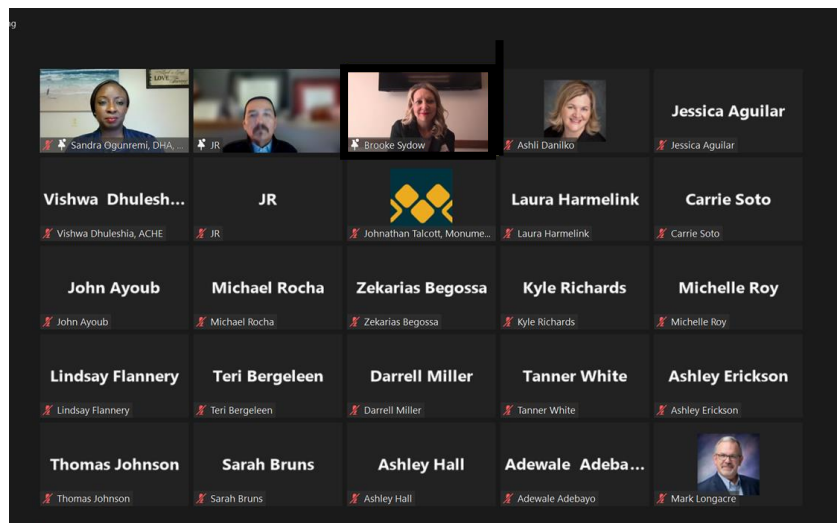 ng
LOVE
Sandra Ogunremi, DHA, ...
JR
Brooke Sydow
Ashli Danilko
Jessica Aguilar
Jessica Aguilar
Vishwa Dhulesh...
Vishwa Dhuleshia, ACHE
JR
JR
Johnathan Talcott, Monume...
Laura Harmelink
Laura Harmelink
Carrie Soto
Carrie Soto
John Ayoub
John Ayoub
Michael Rocha
Michael Rocha
Zekarias Begossa
Zekarias Begossa
Kyle Richards
Kyle Richards
Michelle Roy
Michelle Roy
Lindsay Flannery
Lindsay Flannery
Teri Bergeleen
Teri Bergeleen
Darrell Miller
Darrell Miller
Tanner White
Tanner White
Ashley Erickson
Ashley Erickson
Thomas Johnson
Thomas Johnson
Sarah Bruns
Sarah Bruns
Ashley Hall
Ashley Hall
Adewale Adeba...
Adewale Adebayo
Mark Longacre